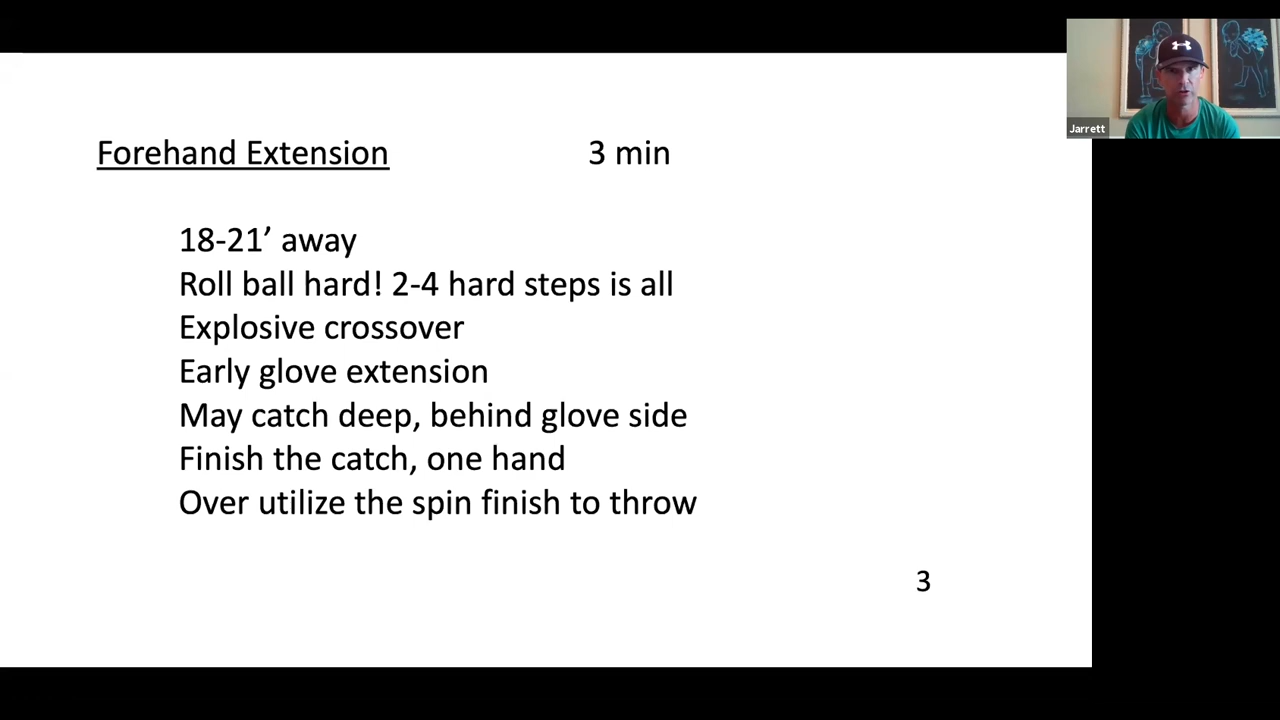 Forehand Extension 3 min
18-21’ away
Roll ball hard! 2-4 hard steps is all
Explosive crossover
Early glove extension
May catch deep, behind glove side
Finish the catch, one hand
Over utilize the spin finish to throw
3
Jarrett